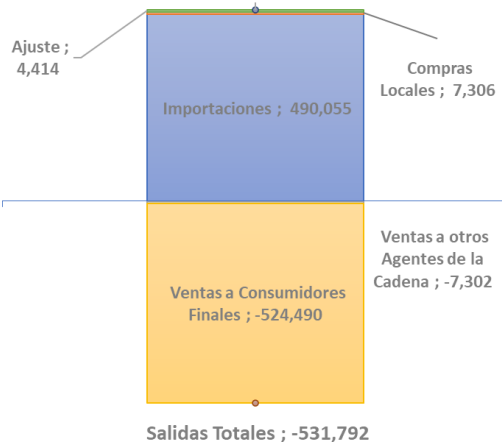 Ajuste ;
4,414
Compras
Locales ; 7,306
Importaciones ; 490,055
Ventas a otros
Agentes de la
Cadena ; -7,302
Ventas a Consumidores
Finales ; -524,490
Salidas Totales ; -531,792